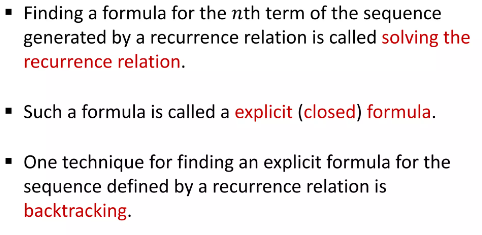 ▪ Finding a formula for the 𝑛th term of the sequence
generated by a recurrence relation is called solving the
recurrence relation.
▪ Such a formula is called a explicit (closed) formula.
▪ One technique for finding an explicit formula for the
sequence defined by a recurrence relation is
backtracking.